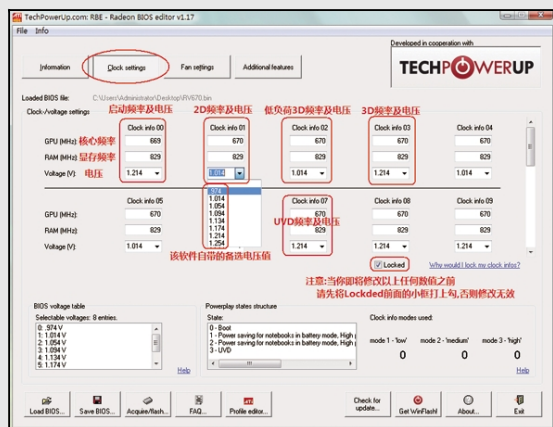 TechPowerUp.com: RBE - Radeon BIOS editor v1.17
File Info
Developed in cooperation with
Information
Clock settings
Fan settings
Additional features
TECHPOWERUP
Loaded BIOS file: C:\Users\Administrator\Desktop\RV670.bin
Clock-/voltage settings
启动频率及电压 2D频率及电压 低负荷3D频率及电压 3D频率及电压
Clock info 00 Clock info 01 Clock info 02 Clock info 03 Clock info 04
GPU (MHz): 核心频率 669 670 670 670 670
RAM (MHz): 显存频率 829 829 829 829 829
Voltage (V): 电压 1.214 1.014 1.014 1.214 1.014
.974
1.014
1.054
1.094
1.134
1.174
1.214
1.254
Clock info 05 Clock info 07 Clock info 08 Clock info 09
UVD频率及电压
GPU (MHz): 670 670 670 670
RAM (MHz): 829 829 829 829
Voltage (V): 1.014 1.214 1.214 1.214
该软件自带的备选电压值
Locked
Why would I lock my clock infos?
注意:当你即将修改以上任何数值之前
请先将Lockded前面的小框打上勾,否则修改无效
BIOS voltage table
Selectable voltages: 8 entries.
0: .974 V
1: 1.014 V
2: 1.054 V
3: 1.094 V
4: 1.134 V
5: 1.174 V
Help
Powerplay states structure
State:
0 - Boot
1 - Power saving for notebooks in battery mode, High
2 - Power saving for notebooks in battery mode, High
3 - UVD
Clock info modes used:
mode 1 - 'low' mode 2 - 'medium' mode 3 - 'high'
0 0 0
Help
Load BIOS...
Save BIOS...
Acquire/flash...
FAQ...
Profile editor...
Check for
update...
Get WinFlash!
About...
Exit